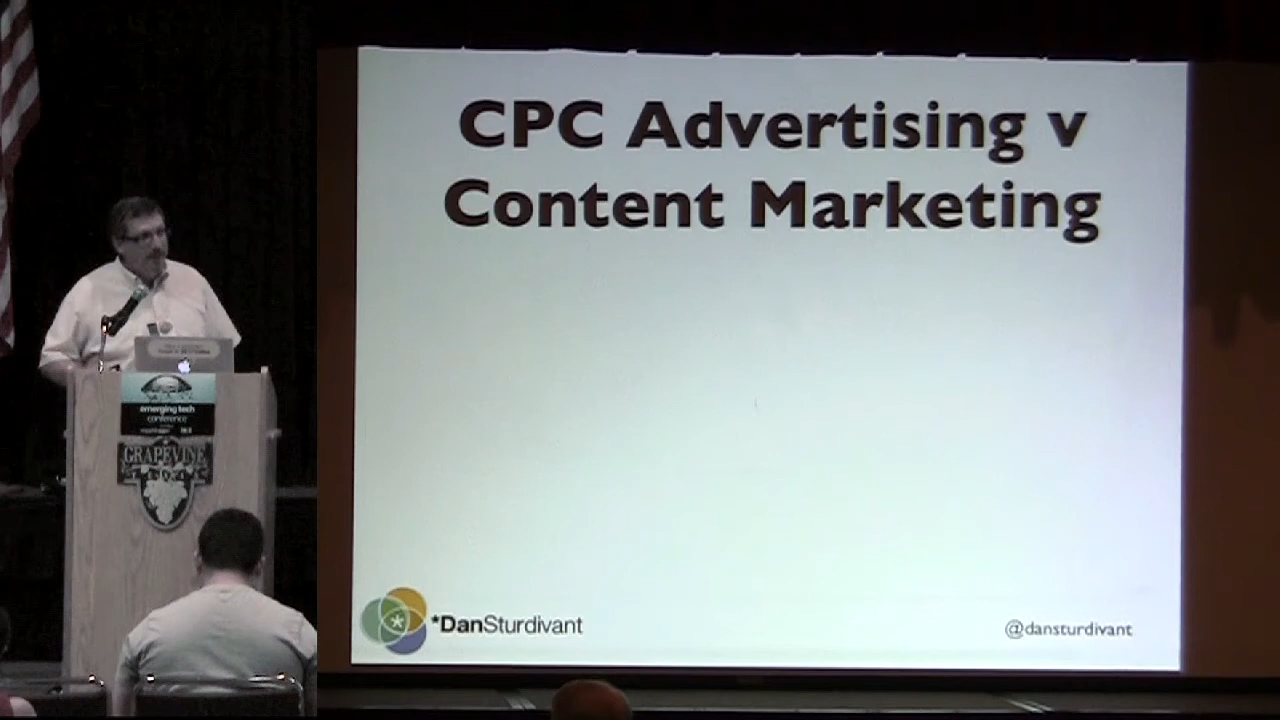 CPC Advertising v
Content Marketing
emerging tech
conference
GRAPEVINE
*DanSturdivant
@dansturdivant